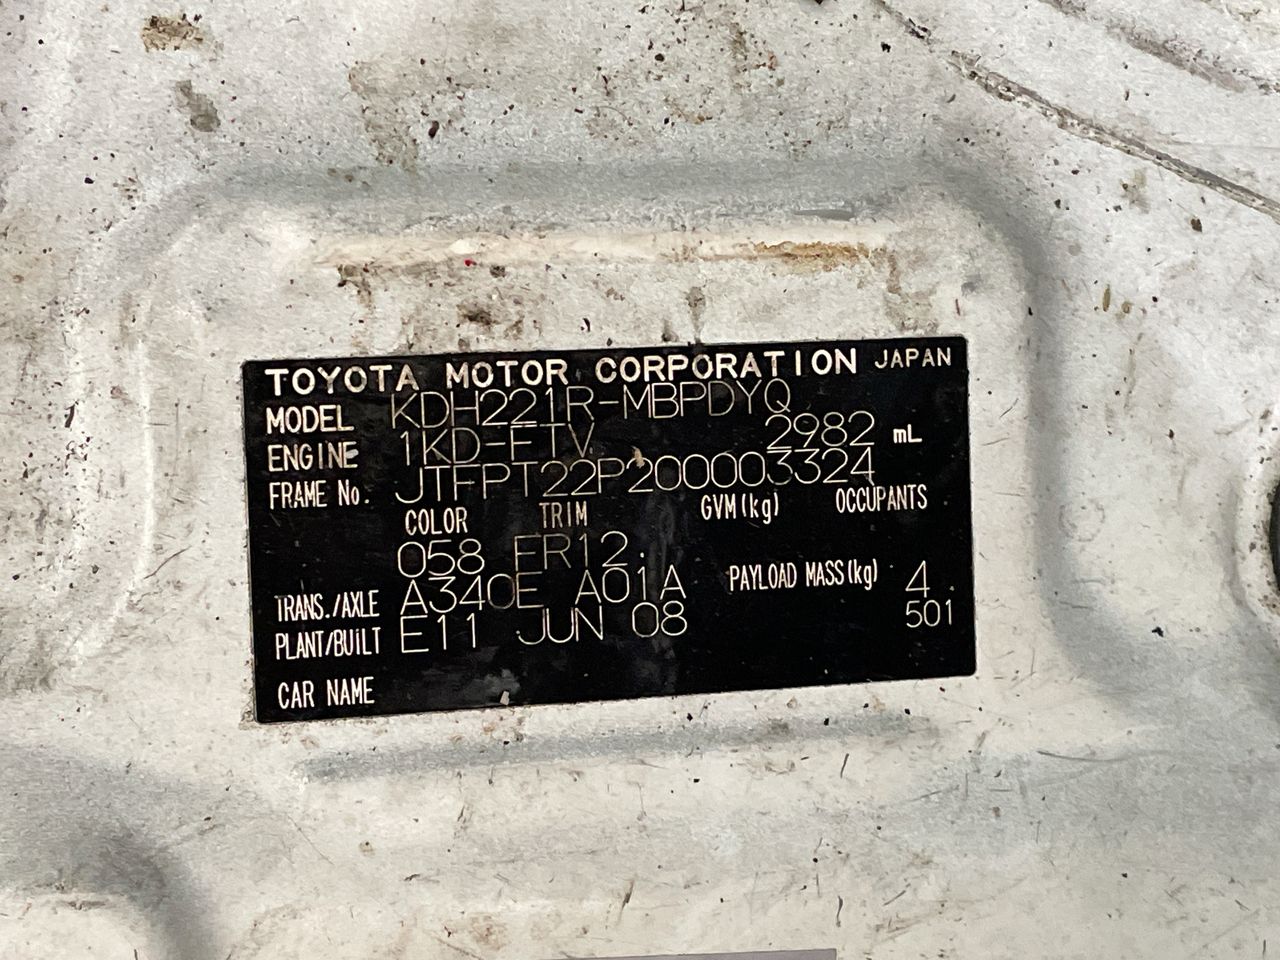 TOYOTA MOTOR CORPORATION JAPAN
MODEL KDH221R-MBPDYQ
ENGINE 1KD-FTV 2982 mL
FRAME No. JTFPT22P200003324
COLOR TRIM GVM(kg) OCCUPANTS
058 FR12
TRANS./AXLE A340E A01A PAYLOAD MASS(kg) 4
PLANT/BUILT E11 JUN 08 501
CAR NAME